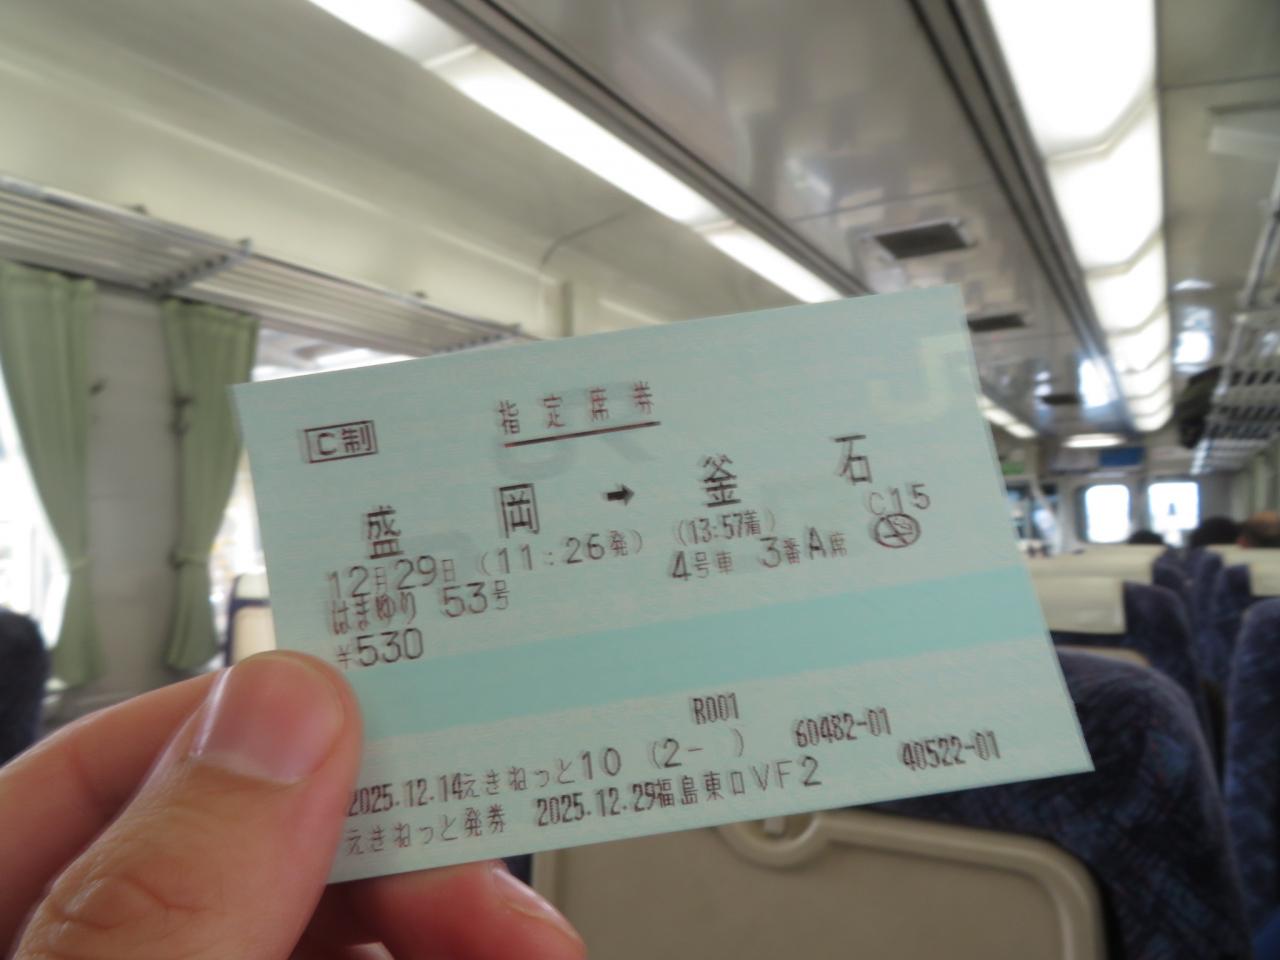 C制 指定席券
盛岡 ➡ 釜石
12月29日 (11:26発) (13:57着) C15
はまゆり 53号 4号車 3番A席
¥530
R001
2025.12.14えきねっと10 (2- ) 60482-01
えきねっと発券 2025.12.29福島東口VF2 40522-01